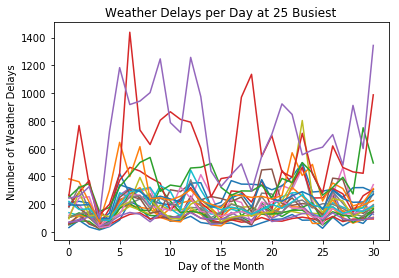 Weather Delays per Day at 25 Busiest
Number of Weather Delays
1400
1200
1000
800
600
400
200
0
0 5 10 15 20 25 30
Day of the Month